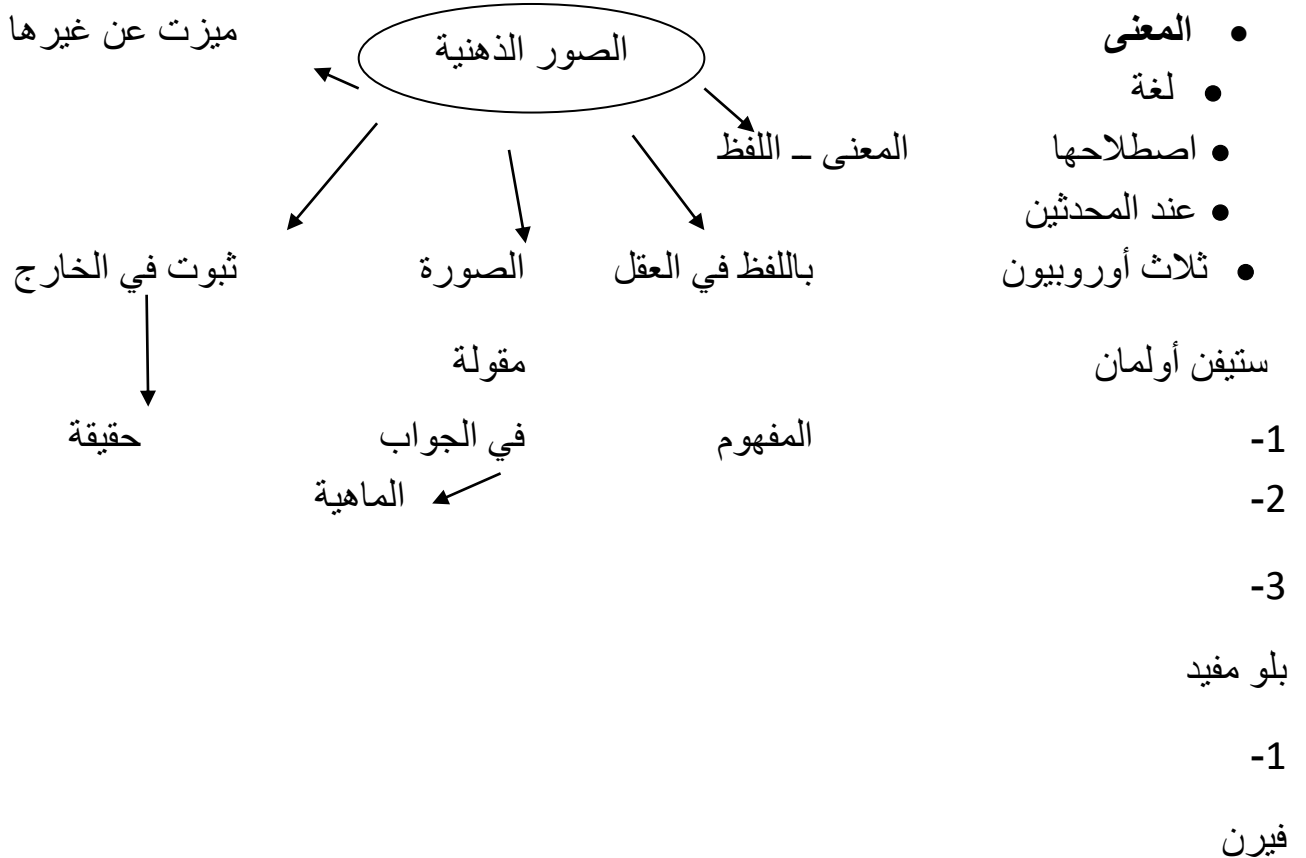 المعنى
لغة
اصطلاحها
عند المحدثين
ثلاث أوروبيون
ستيفن أولمان
1-
2-
3-
بلو مفيد
1-
فيرن
الصور الذهنية
ميزت عن غيرها
المعنى – اللفظ
باللفظ في العقل
المفهوم
الصورة
مقولة
في الجواب
الماهية
ثبوت في الخارج
حقيقة